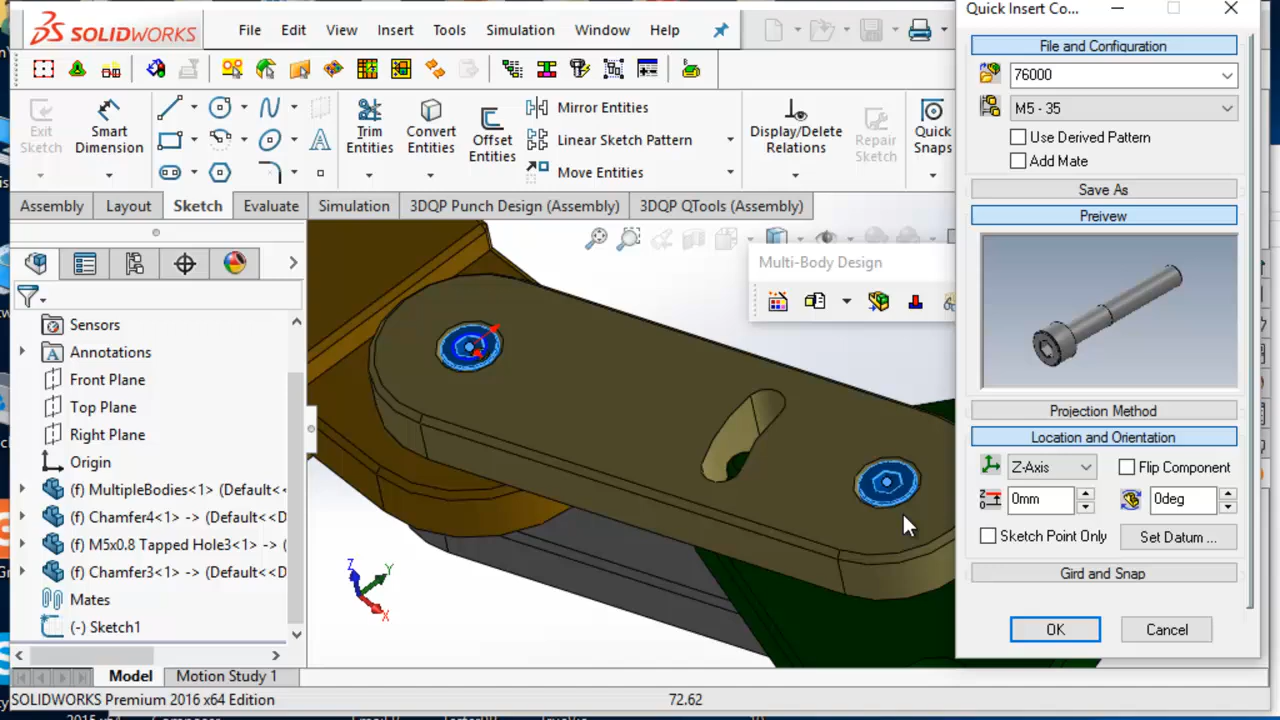 SOLIDWORKS
File Edit View Insert Tools Simulation Window Help
Exit Sketch
Smart Dimension
Trim Entities
Convert Entities
Offset Entities
Mirror Entities
Linear Sketch Pattern
Move Entities
Display/Delete Relations
Repair Sketch
Quick Snaps
Assembly Layout Sketch Evaluate Simulation 3DQP Punch Design (Assembly) 3DQP QTools (Assembly)
Multi-Body Design
Sensors
Annotations
Front Plane
Top Plane
Right Plane
Origin
(f) MultipleBodies<1> (Default<<
(f) Chamfer4<1> -> (Default<<D
(f) M5x0.8 Tapped Hole3<1> -> (
(f) Chamfer3<1> -> (Default<<D
Mates
(-) Sketch1
Z
Y
X
Model Motion Study 1
SOLIDWORKS Premium 2016 x64 Edition
72.62
Quick Insert Co...
File and Configuration
76000
M5 - 35
Use Derived Pattern
Add Mate
Save As
Preivew
Projection Method
Location and Orientation
Z-Axis
Flip Component
0mm
0deg
Sketch Point Only
Set Datum ...
Gird and Snap
OK Cancel